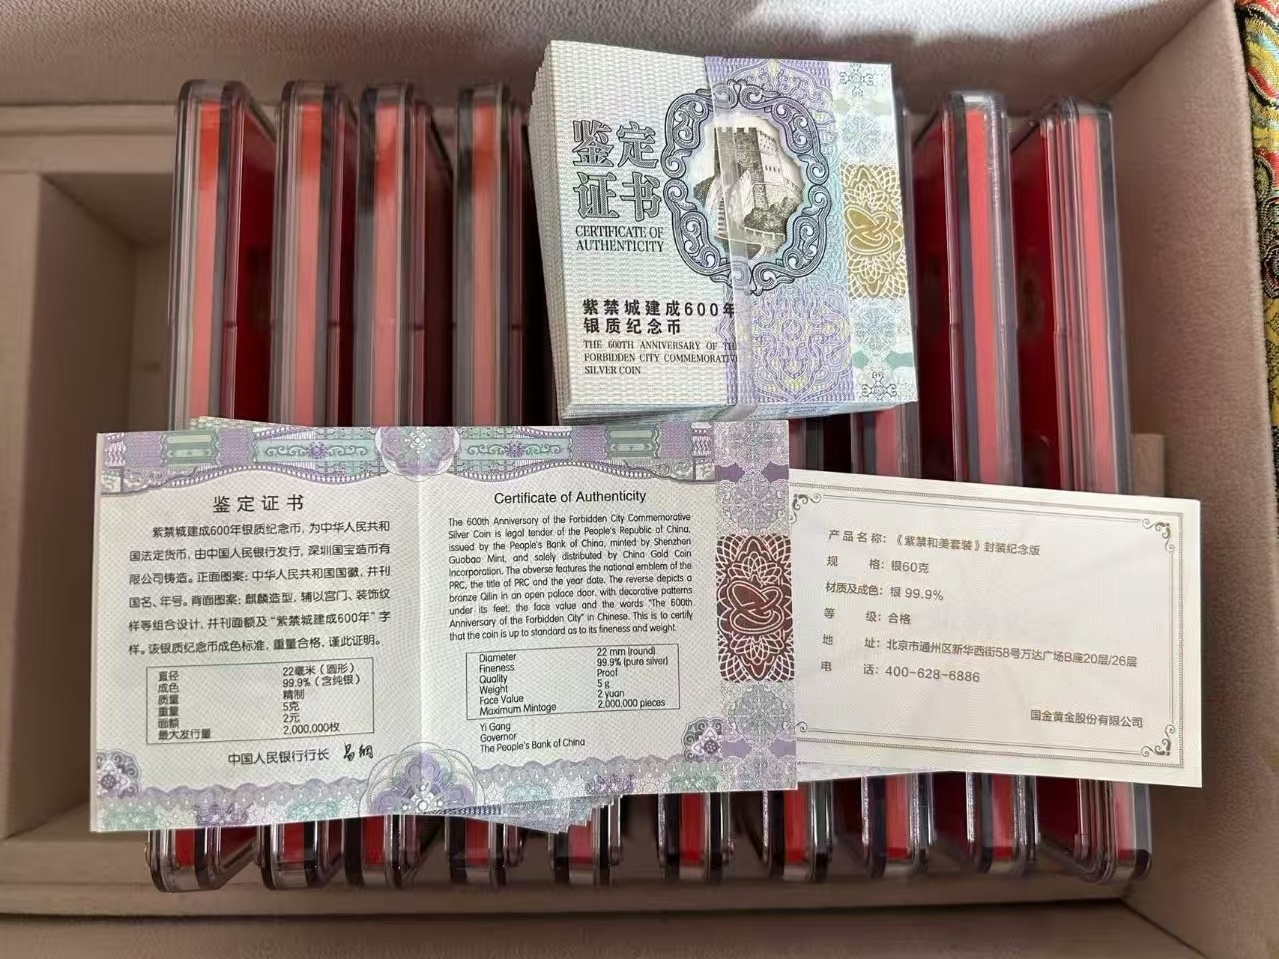 鉴定
证书
CERTIFICATE OF
AUTHENTICITY
紫禁城建成600年
银质纪念币
THE 600TH ANNIVERSARY OF TH
FORBIDDEN CITY COMMEMORATIVE
SILVER COIN
鉴定证书
紫禁城建成600年银质纪念币，为中华人民共和
国法定货币，由中国人民银行发行，深圳国宝造币有
限公司铸造。正面图案：中华人民共和国国徽，并刊
国名、年号。背面图案：麒麟造型，辅以宫门、装饰纹
样等组合设计，并刊面额及“紫禁城建成600年”字
样。该银质纪念币成色标准，重量合格，谨此证明。
直径 22毫米（圆形）
成色 99.9%（含纯银）
质量 精制
重量 5克
面额 2元
最大发行量 2,000,000枚
中国人民银行行长 易纲
Certificate of Authenticity
The 600th Anniversary of the Forbidden City Commemorative
Silver Coin is legal tender of the People's Republic of China,
issued by the People's Bank of China, minted by Shenzhen
Guobao Mint, and solely distributed by China Gold Coin
Incorporation. The obverse features the national emblem of the
PRC, the title of PRC and the year date. The reverse depicts a
bronze Qilin in an open palace door, with decorative patterns
under its feet, the face value and the words "The 600th
Anniversary of the Forbidden City" in Chinese. This is to certify
that the coin is up to standard as to its fineness and weight.
Diameter 22 mm (round)
Fineness 99.9% (pure silver)
Quality Proof
Weight 5 g
Face Value 2 yuan
Maximum Mintage 2,000,000 pieces
Yi Gang
Governor
The People's Bank of China
产品名称：《紫禁和美套装》封装纪念版
规 格：银60克
材质及成色：银 99.9%
等 级：合格
地 址：北京市通州区新华西街58号万达广场B座20层/26层
电 话：400-628-6886
国金黄金股份有限公司